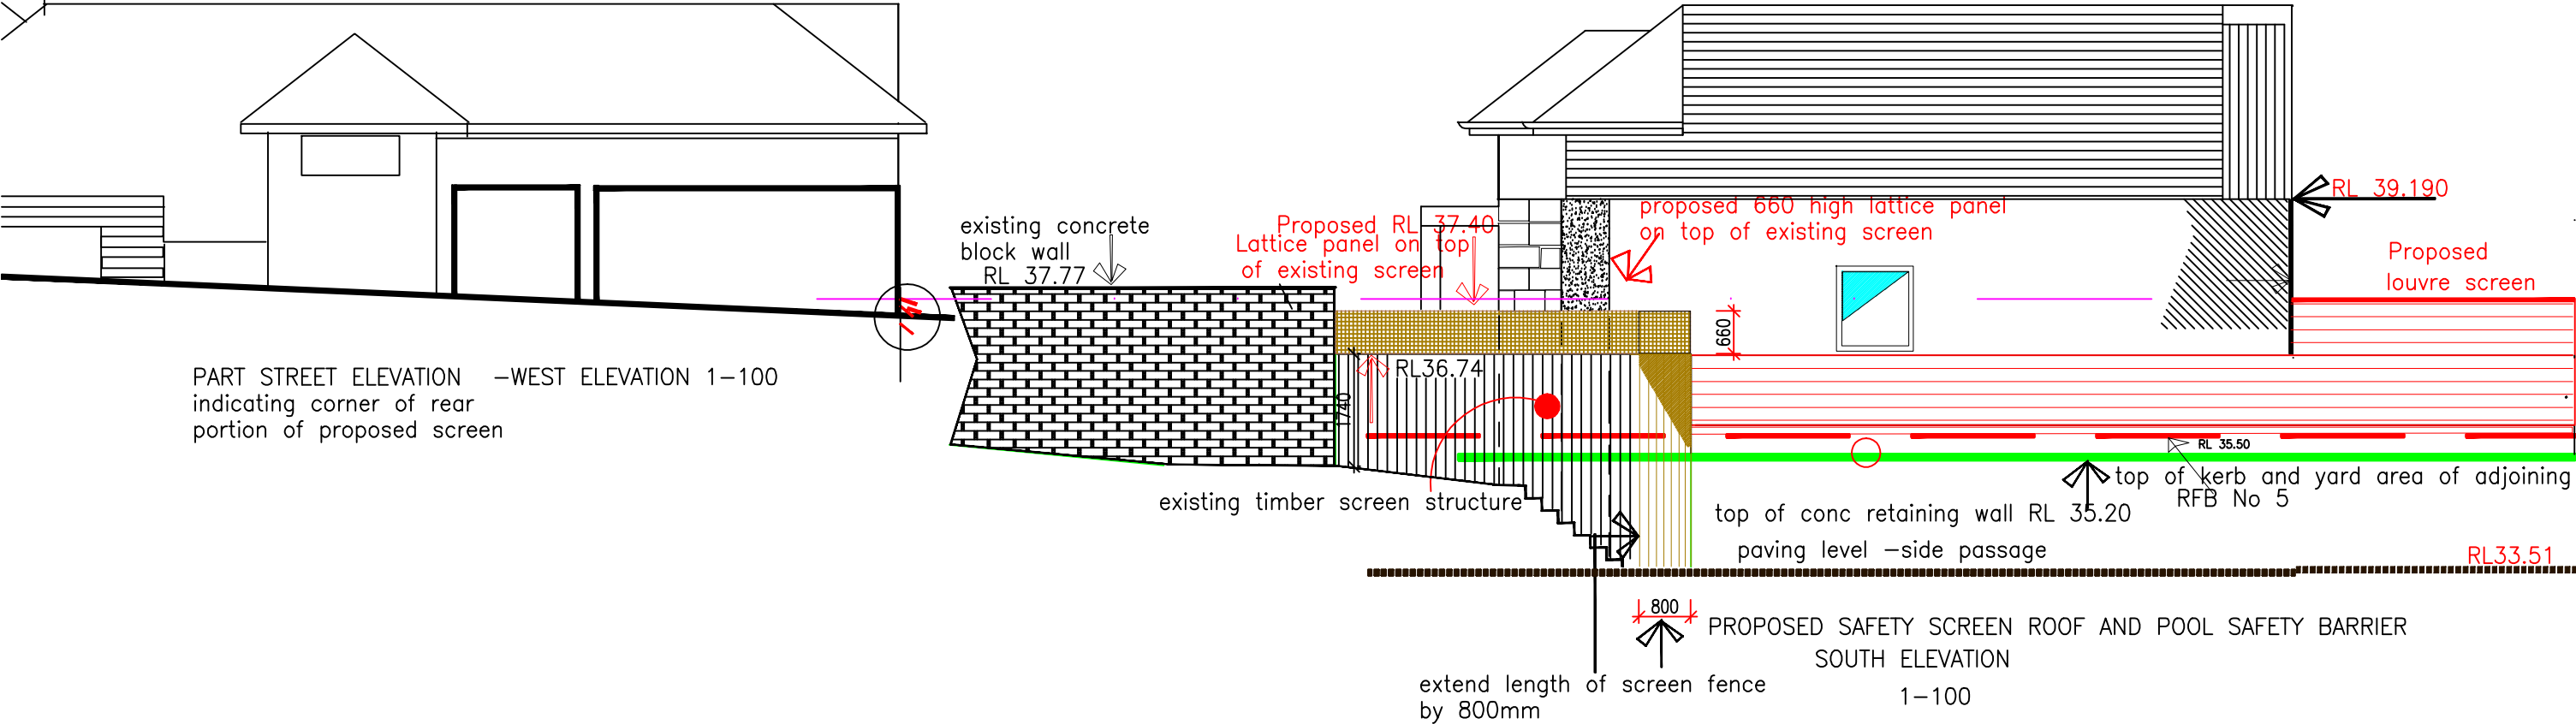 existing concrete
block wall
RL 37.77
Proposed RL 37.40
Lattice panel on top
of existing screen
proposed 660 high lattice panel
on top of existing screen
RL 39.190
Proposed
louvre screen
660
RL36.74
1740
PART STREET ELEVATION –WEST ELEVATION 1–100
indicating corner of rear
portion of proposed screen
RL 35.50
existing timber screen structure
top of kerb and yard area of adjoining
RFB No 5
top of conc retaining wall RL 35.20
paving level –side passage
RL33.51
800
PROPOSED SAFETY SCREEN ROOF AND POOL SAFETY BARRIER
SOUTH ELEVATION
1–100
extend length of screen fence
by 800mm